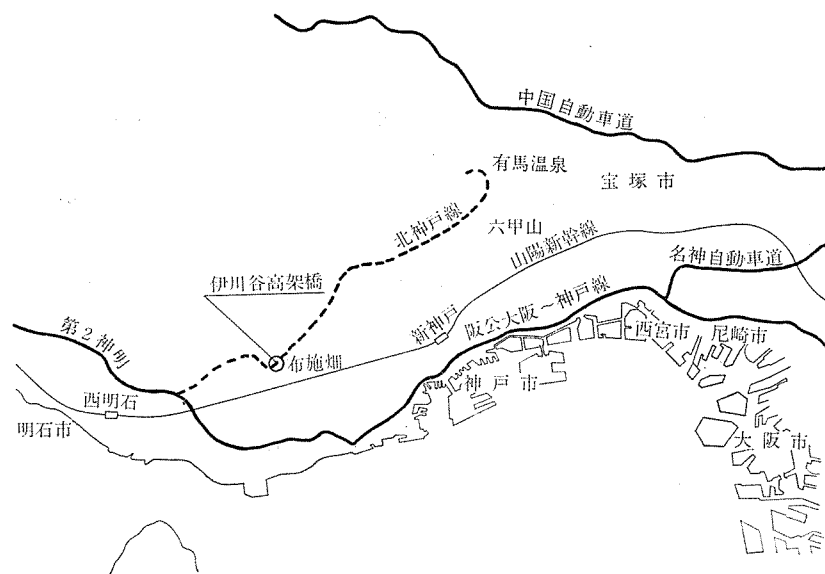 中国自動車道
有馬温泉
宝塚市
北神戸線
六甲山
山陽新幹線
名神自動車道
伊川谷高架橋
第2神明
新神戸
阪公大阪～神戸線
西宮市
尼崎市
布施畑
神戸市
西明石
明石市
大阪市